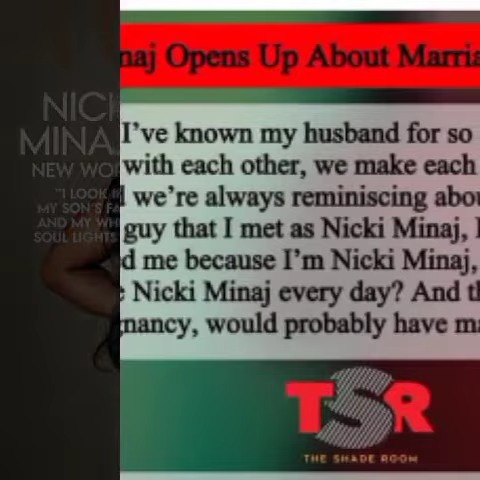 NICK
MINAJ
NEW WO
"I LOOK I
MY SON'S FA
AND MY WH
SOUL LIGHTS
naj Opens Up About Marria
I've known my husband for so
with each other, we make each
we're always reminiscing abou
guy that I met as Nicki Minaj,
d me because I'm Nicki Minaj,
e Nicki Minaj every day? And th
nancy, would probably have ma
TSR
THE SHADE ROOM